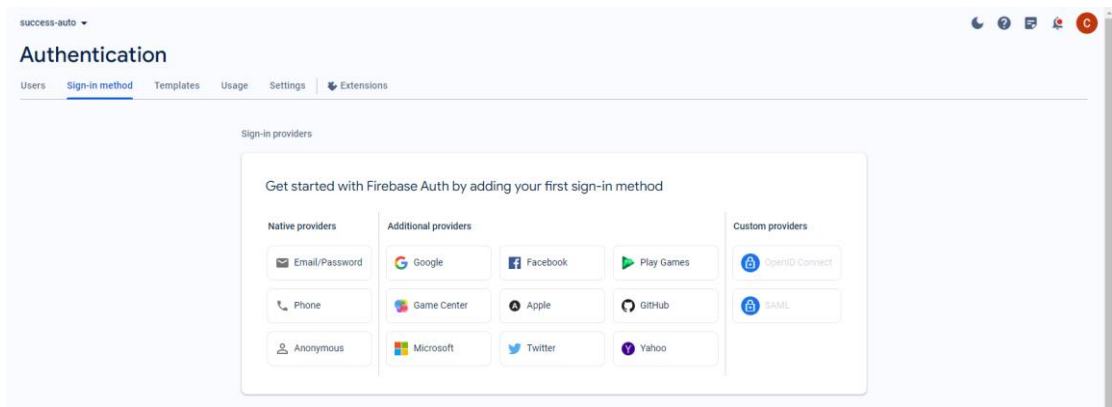 success-auto
C
Authentication
Users Sign-in method Templates Usage Settings Extensions
Sign-in providers
Get started with Firebase Auth by adding your first sign-in method
Native providers Additional providers Custom providers
Email/Password Google Facebook Play Games OpenID Connect
Phone Game Center Apple GitHub SAML
Anonymous Microsoft Twitter Yahoo